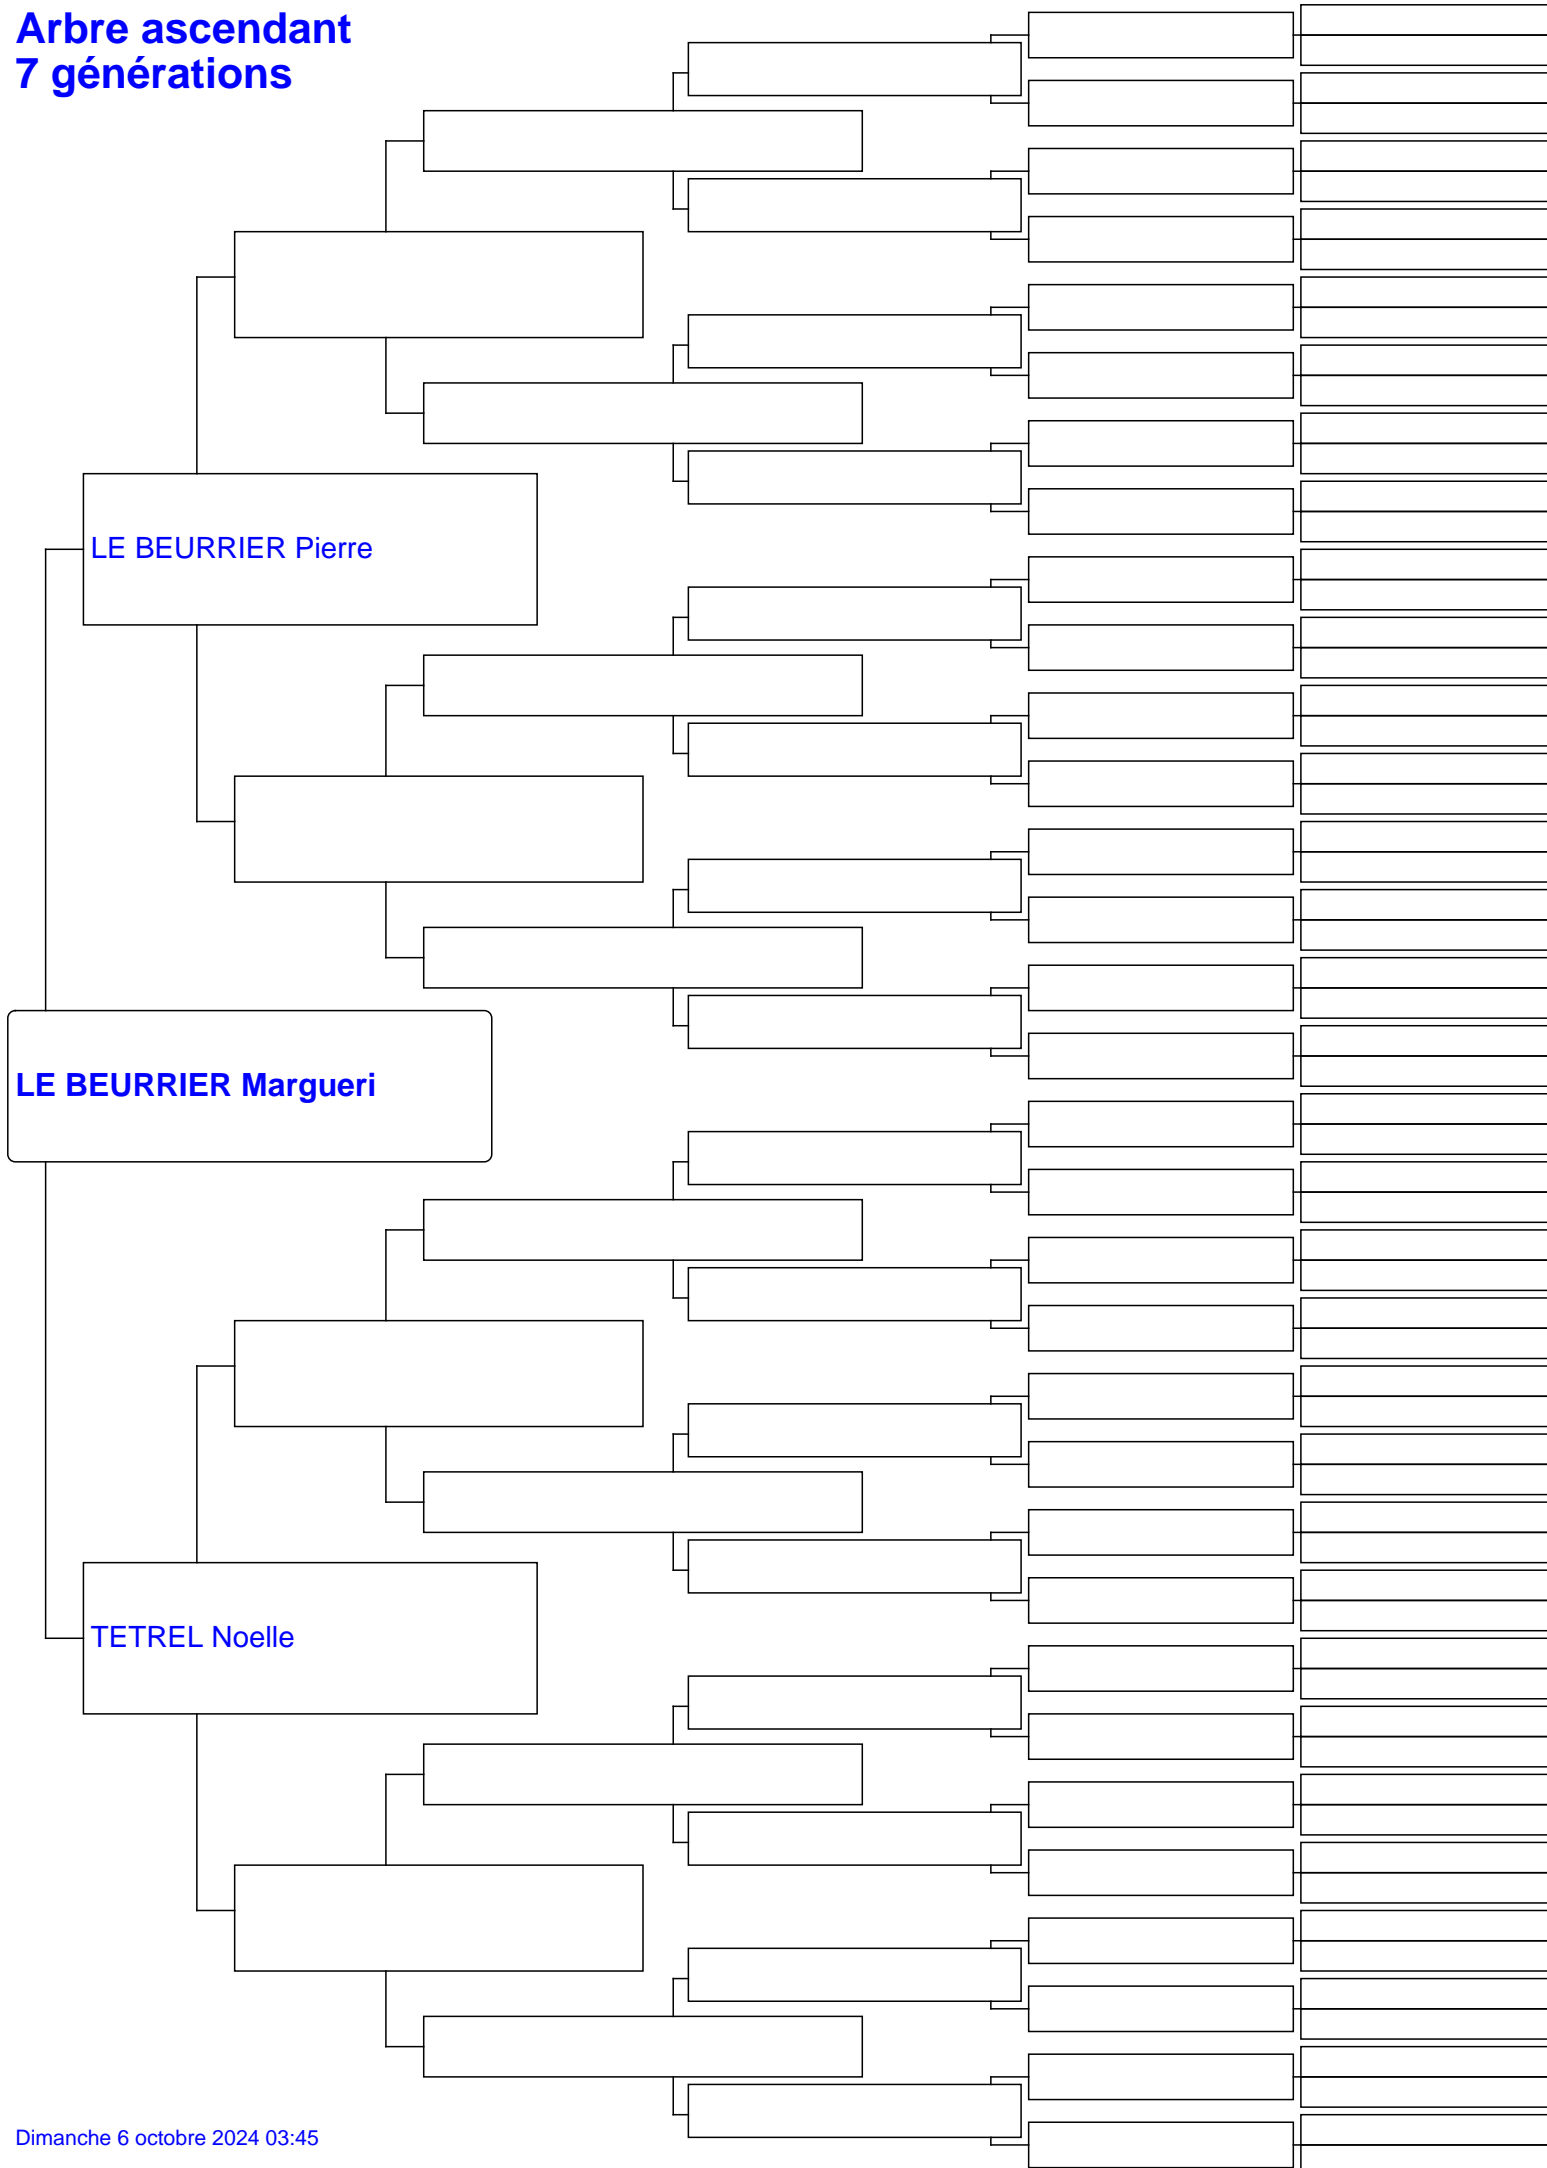 Arbre ascendant
7 générations
LE BEURRIER Pierre
LE BEURRIER Margueri
TETREL Noelle
Dimanche 6 octobre 2024 03:45